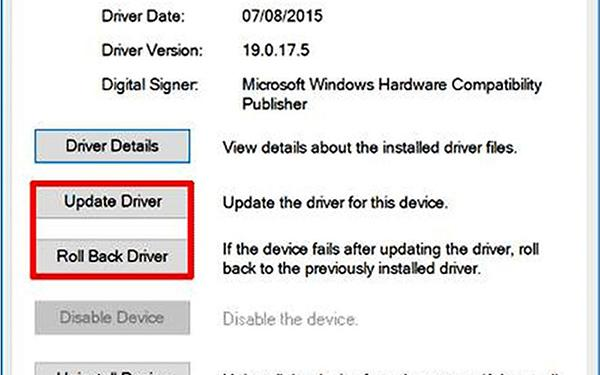 Driver Date: 07/08/2015
Driver Version: 19.0.17.5
Digital Signer: Microsoft Windows Hardware Compatibility
Publisher
Driver Details View details about the installed driver files.
Update Driver Update the driver for this device.
Roll Back Driver If the device fails after updating the driver, roll
back to the previously installed driver.
Disable Device Disable the device.